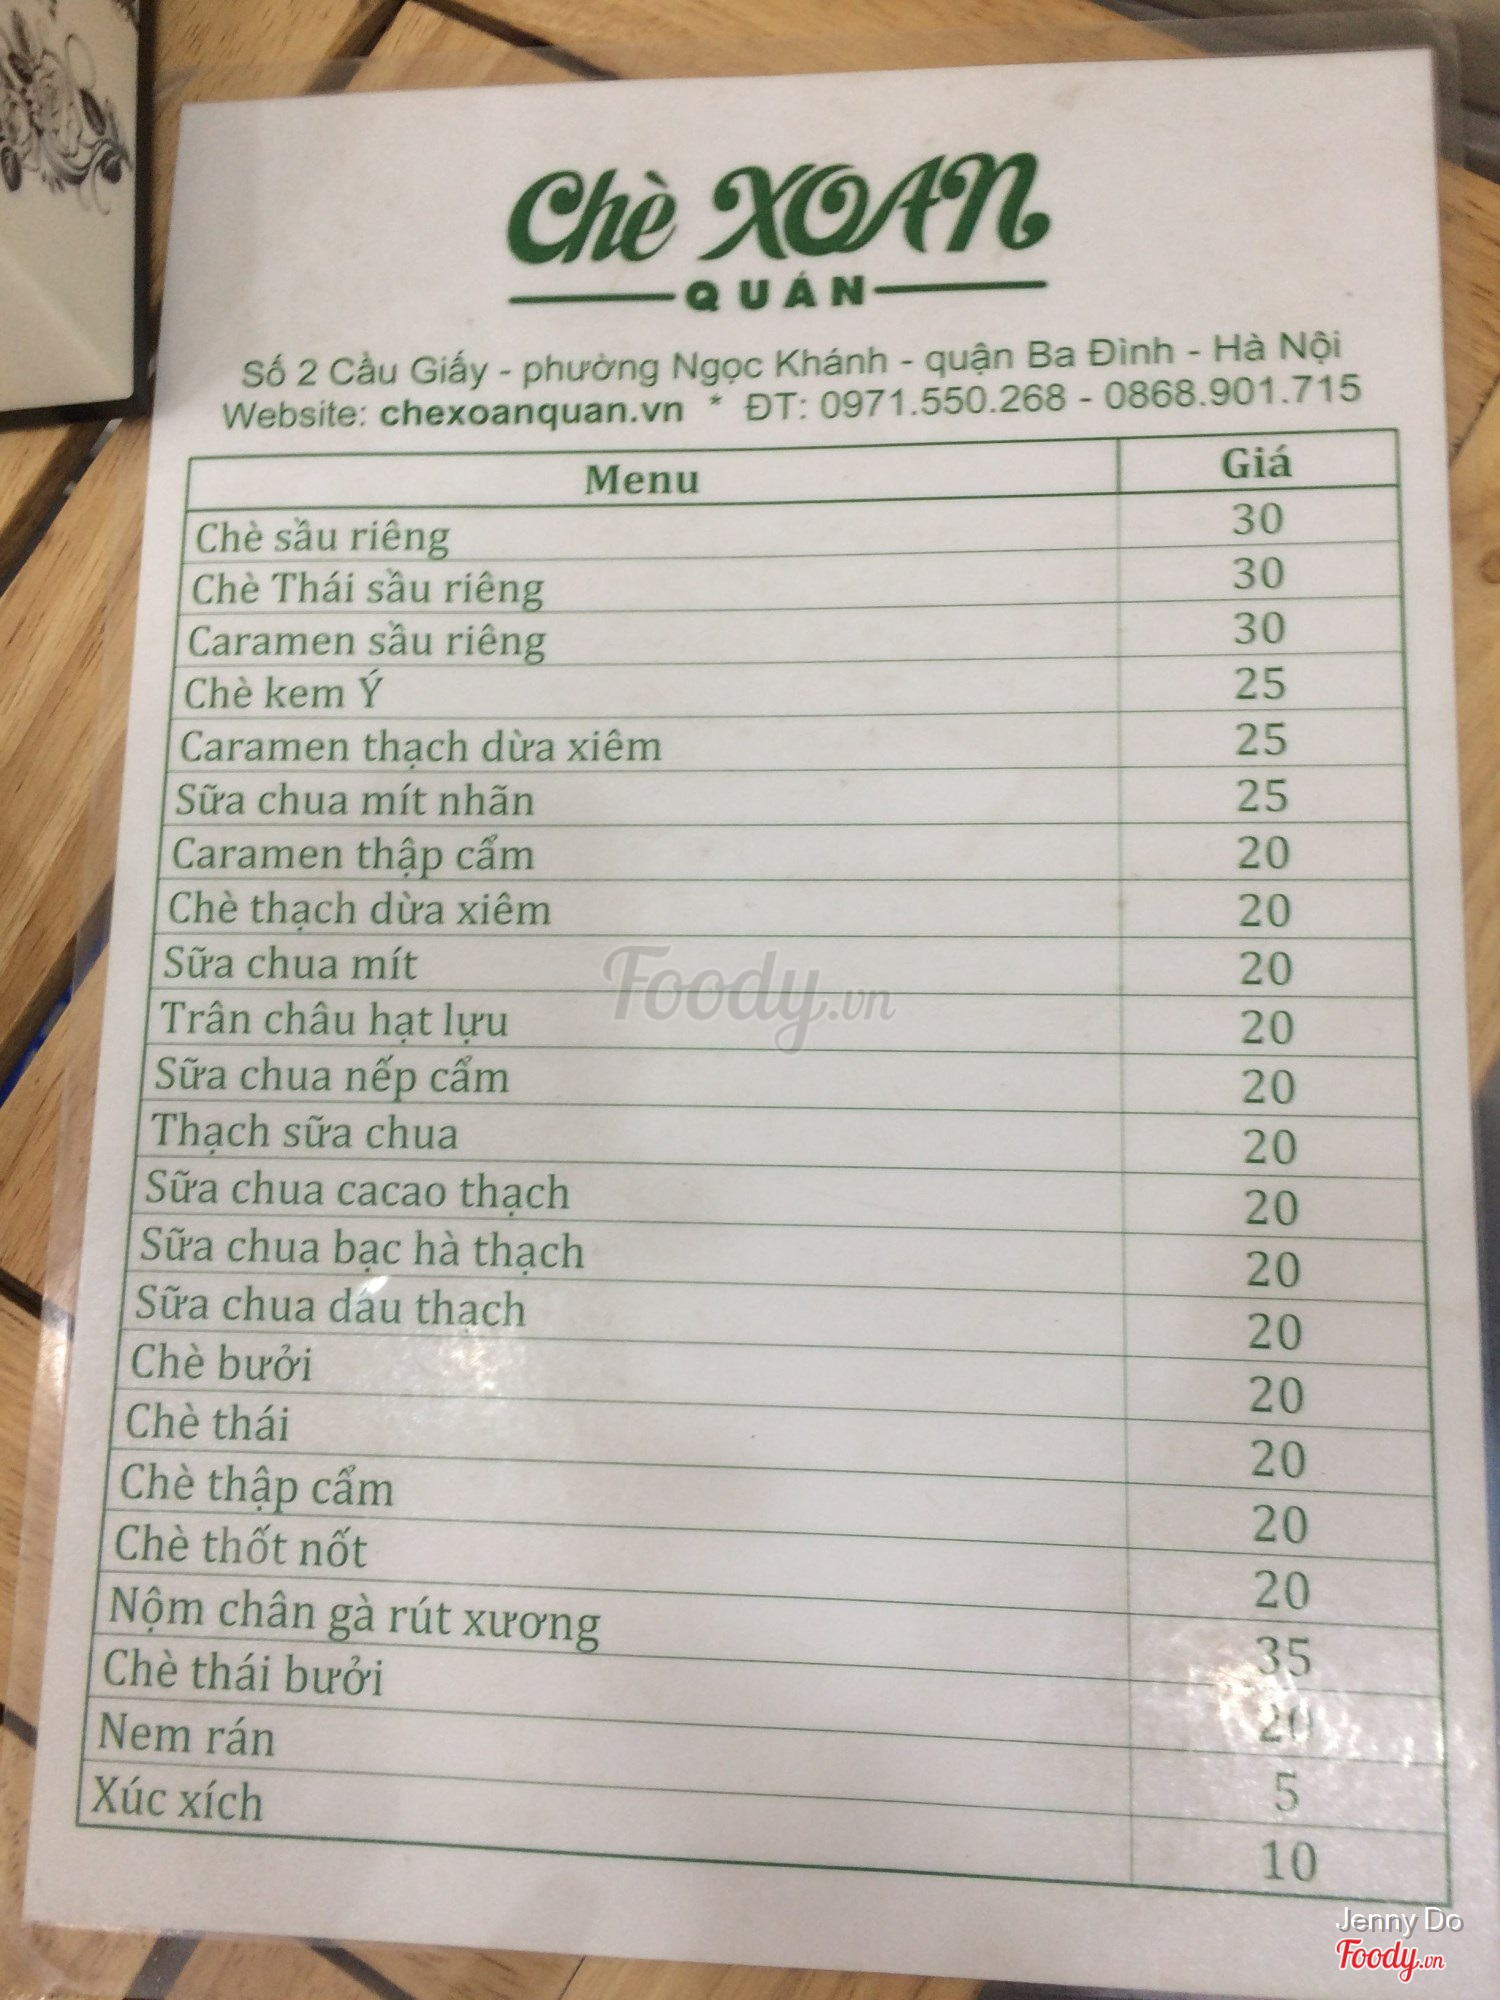 Chè XOAN
QUÁN
Số 2 Cầu Giấy - phường Ngọc Khánh - quận Ba Đình - Hà Nội
Website: chexoanquan.vn * ĐT: 0971.550.268 - 0868.901.715
Menu Giá
Chè sầu riêng 30
Chè Thái sầu riêng 30
Caramen sầu riêng 30
Chè kem Ý 25
Caramen thạch dừa xiêm 25
Sữa chua mít nhãn 25
Caramen thập cẩm 20
Chè thạch dừa xiêm 20
Sữa chua mít 20
Trân châu hạt lựu 20
Sữa chua nếp cẩm 20
Thạch sữa chua 20
Sữa chua cacao thạch 20
Sữa chua bạc hà thạch 20
Sữa chua dâu thạch 20
Chè bưởi 20
Chè thái 20
Chè thập cẩm 20
Chè thốt nốt 20
Nộm chân gà rút xương 35
Chè thái bưởi 20
Nem rán 5
Xúc xích 10
Foody.vn
Jenny Do
Foody.vn